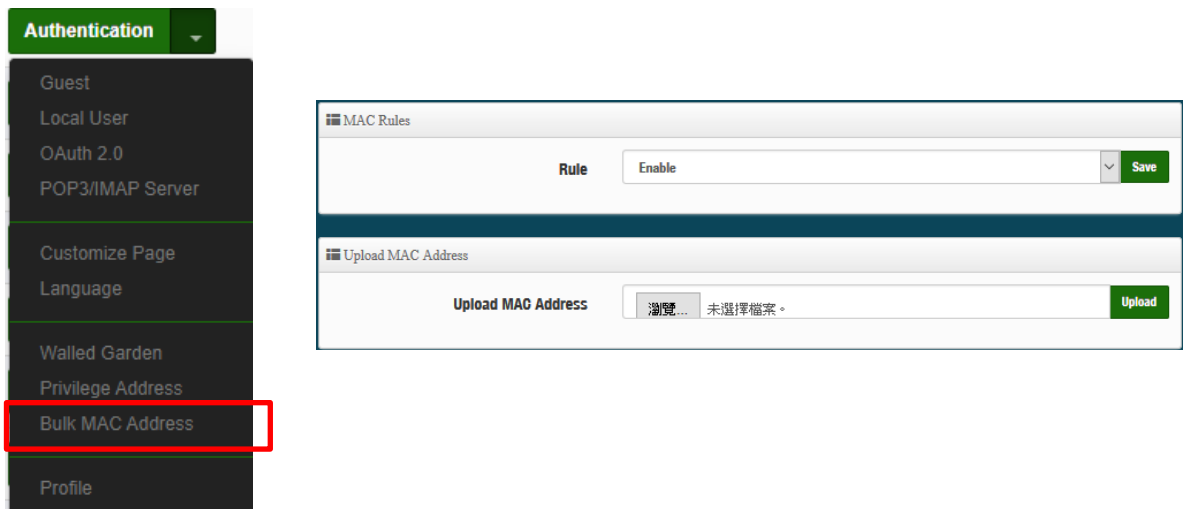 Authentication
Guest
Local User
OAuth 2.0
POP3/IMAP Server
Customize Page
Language
Walled Garden
Privilege Address
Bulk MAC Address
Profile
MAC Rules
Rule Enable Save
Upload MAC Address
Upload MAC Address 瀏覽... 未選擇檔案。 Upload